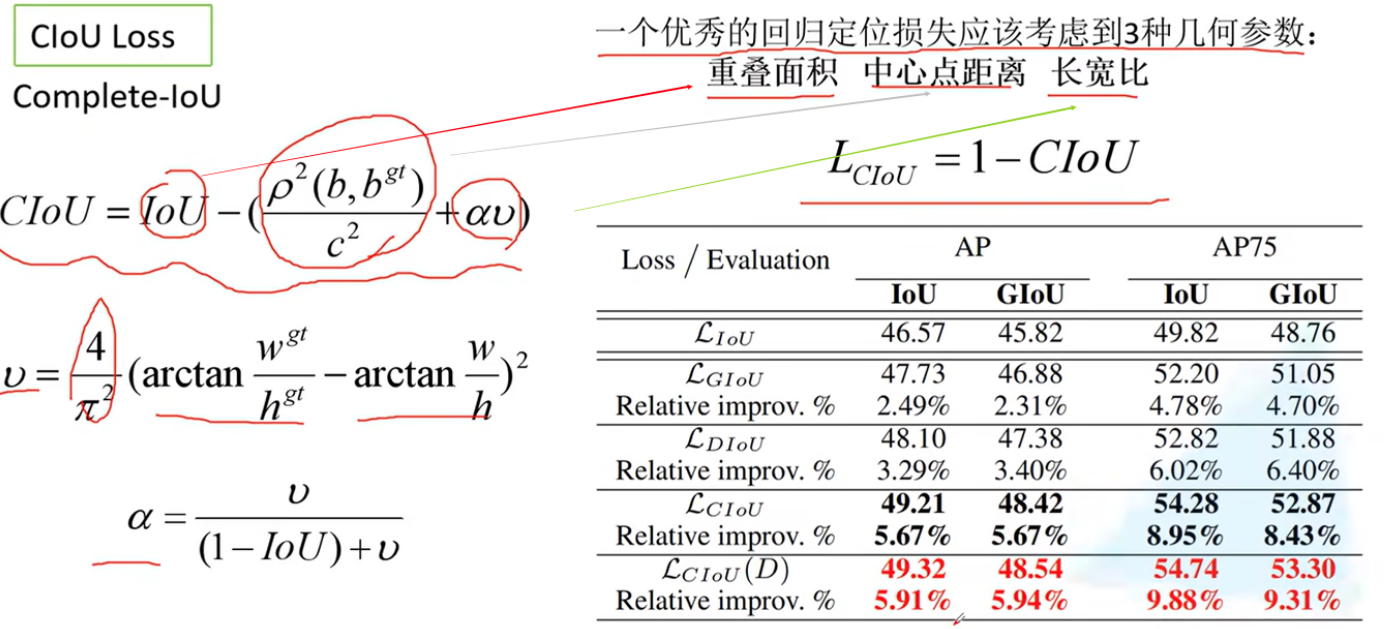 CIoU Loss
Complete-IoU
CIoU = IoU − (ρ²(b, b^gt) / c² + αυ)
υ = 4/π² (arctan w^gt/h^gt − arctan w/h)²
α = υ / ((1 − IoU) + υ)
一个优秀的回归定位损失应该考虑到3种几何参数：
重叠面积 中心点距离 长宽比
L_CIoU = 1 − CIoU
Loss / Evaluation AP AP75
IoU GIoU IoU GIoU
ℒ_IoU 46.57 45.82 49.82 48.76
ℒ_GIoU 47.73 46.88 52.20 51.05
Relative improv. % 2.49% 2.31% 4.78% 4.70%
ℒ_DIoU 48.10 47.38 52.82 51.88
Relative improv. % 3.29% 3.40% 6.02% 6.40%
ℒ_CIoU 49.21 48.42 54.28 52.87
Relative improv. % 5.67% 5.67% 8.95% 8.43%
ℒ_CIoU(D) 49.32 48.54 54.74 53.30
Relative improv. % 5.91% 5.94% 9.88% 9.31%